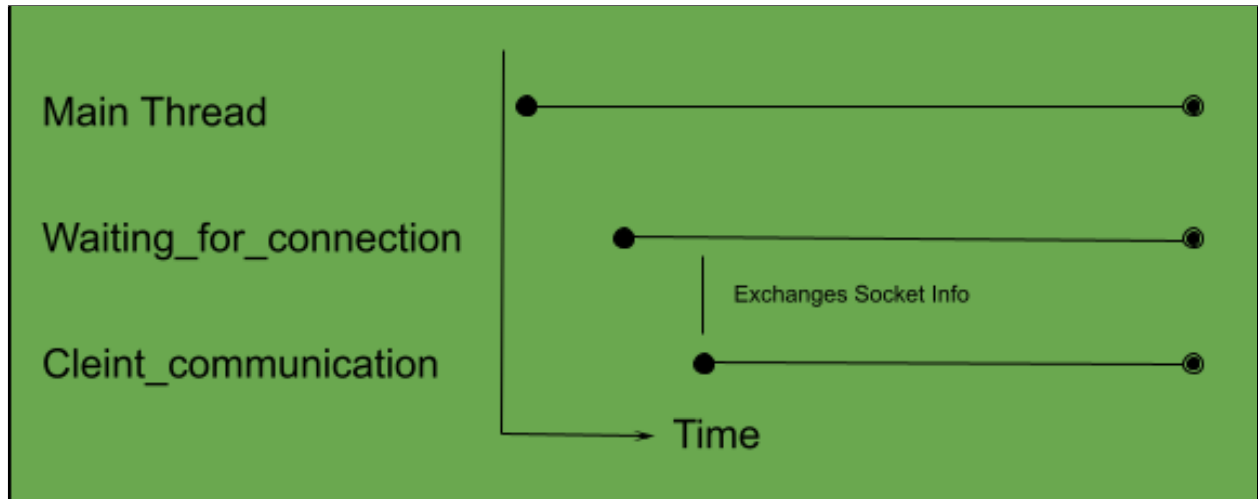 Main Thread
Waiting_for_connection
Exchanges Socket Info
Cleint_communication
Time